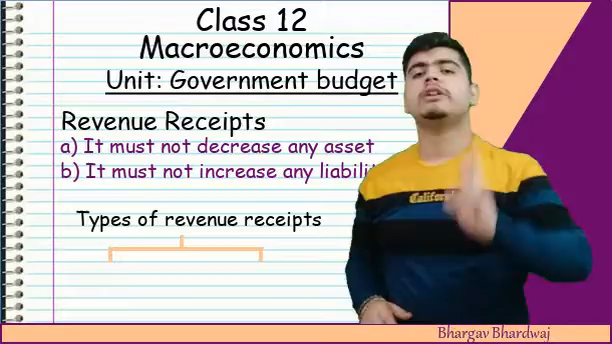 Class 12
Macroeconomics
Unit: Government budget
Revenue Receipts
a) It must not decrease any asset
b) It must not increase any
Types of revenue receipts
Bhargav Bhardwaj